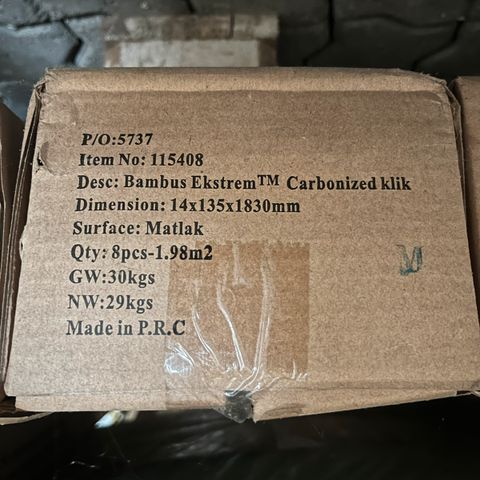 P/O:5737
Item No: 115408
Desc: Bambus Ekstrem™ Carbonized klik
Dimension: 14x135x1830mm
Surface: Matlak
Qty: 8pcs-1.98m2
GW:30kgs
NW:29kgs
Made in P.R.C